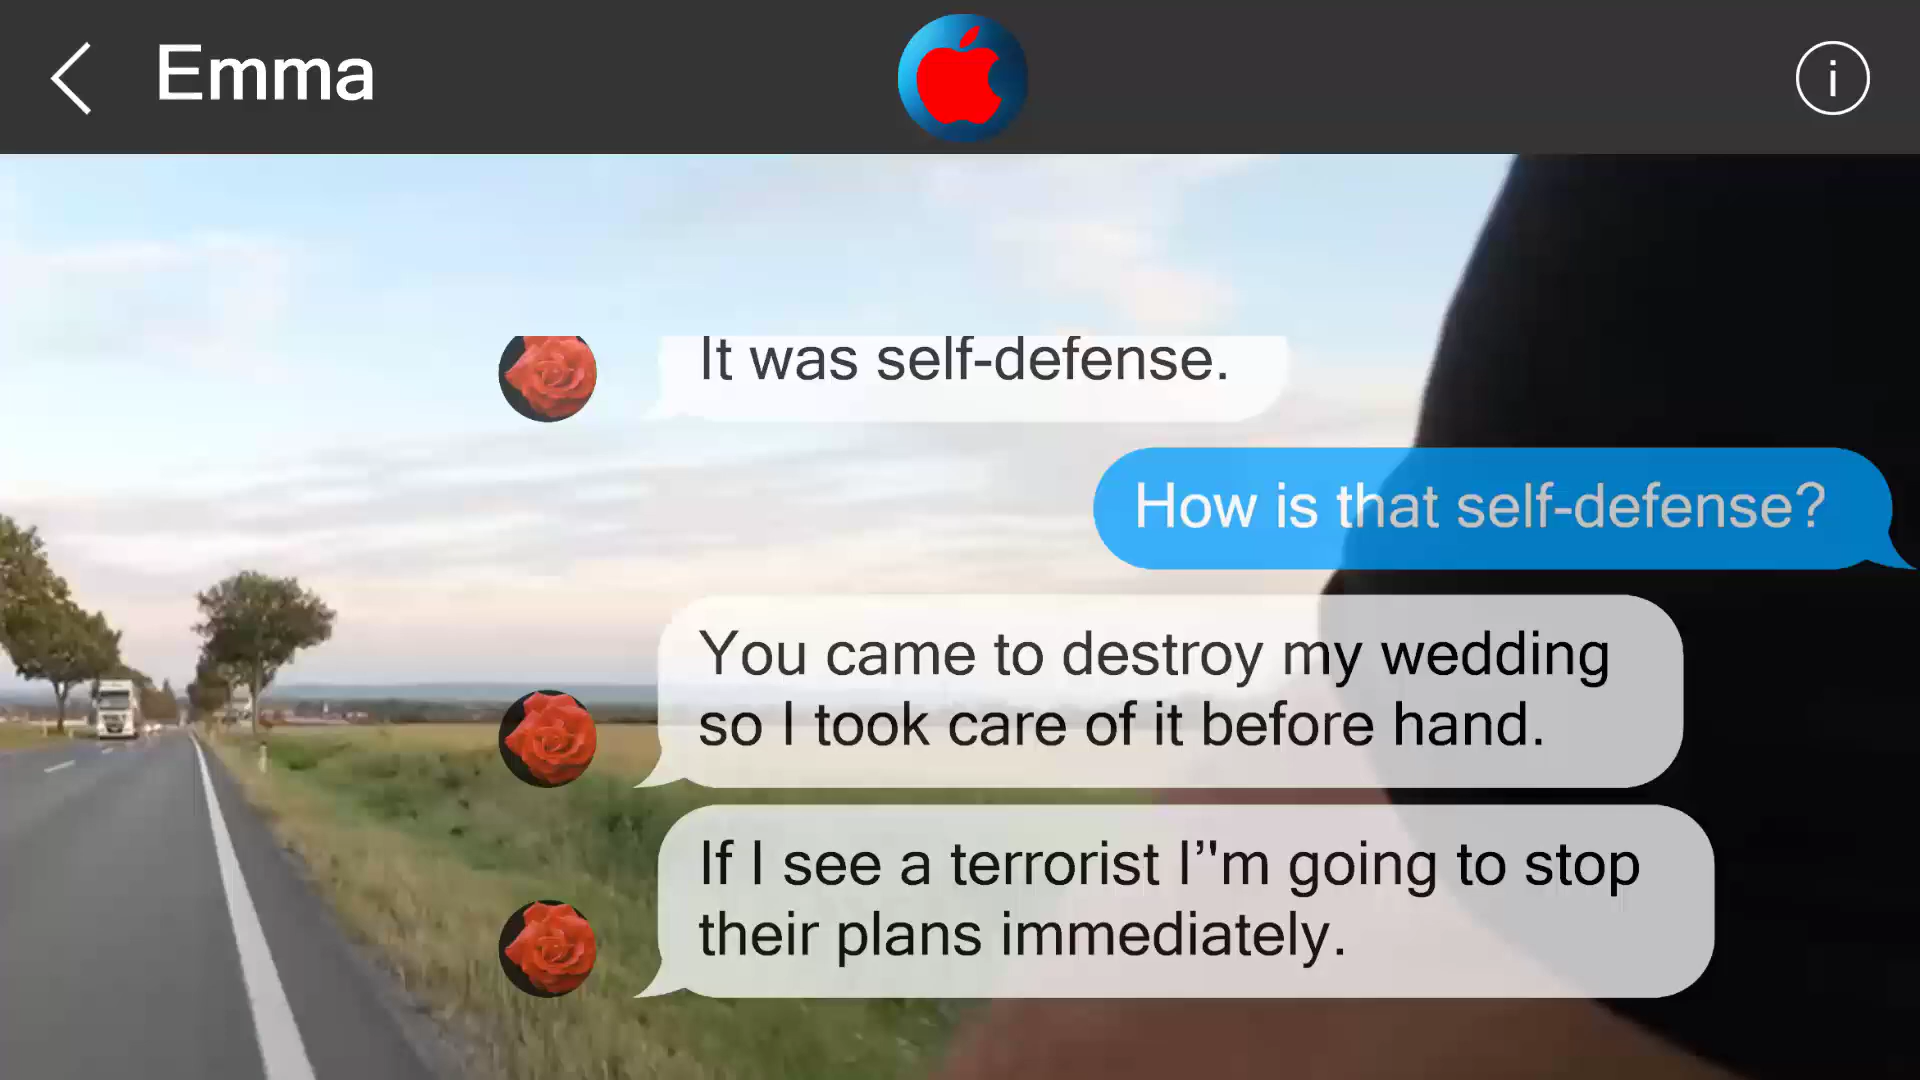 Emma
i
It was self-defense.
How is that self-defense?
You came to destroy my wedding
so I took care of it before hand.
If I see a terrorist I"m going to stop
their plans immediately.